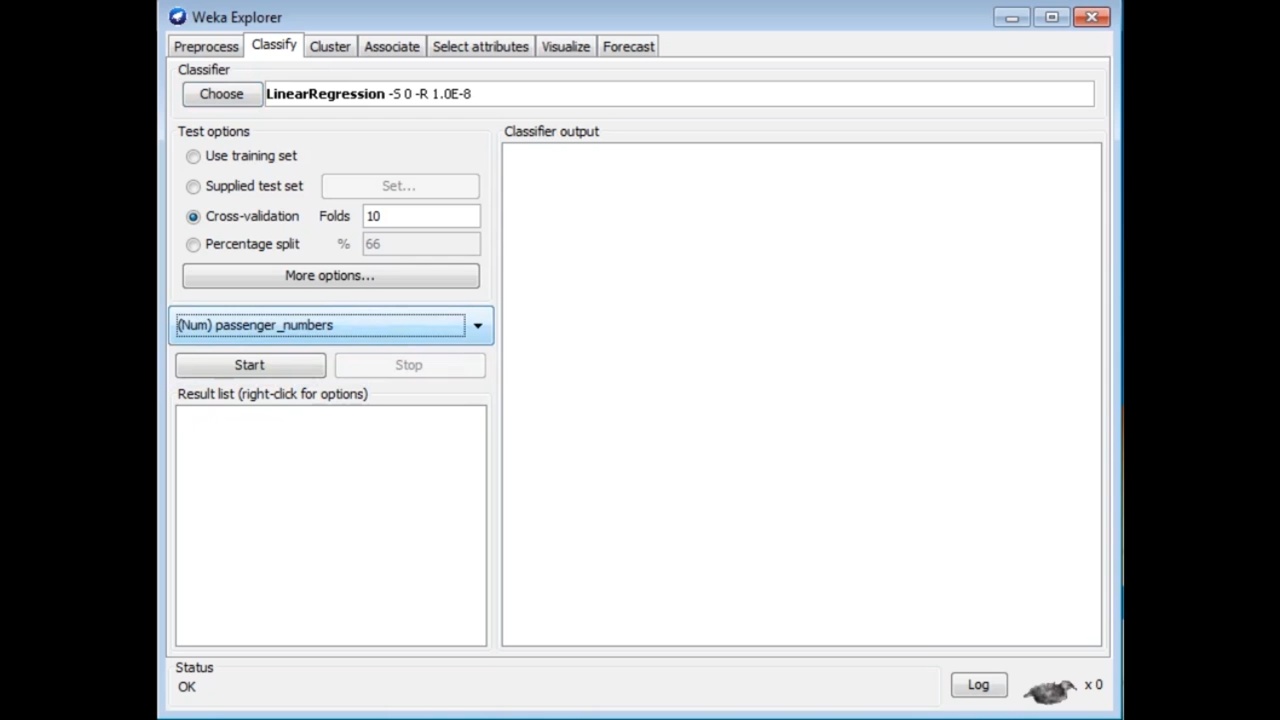 Weka Explorer
Preprocess Classify Cluster Associate Select attributes Visualize Forecast
Classifier
Choose LinearRegression -S 0 -R 1.0E-8
Test options
Use training set
Supplied test set Set...
Cross-validation Folds 10
Percentage split % 66
More options...
(Num) passenger_numbers
Start Stop
Result list (right-click for options)
Classifier output
Status
OK
Log x 0